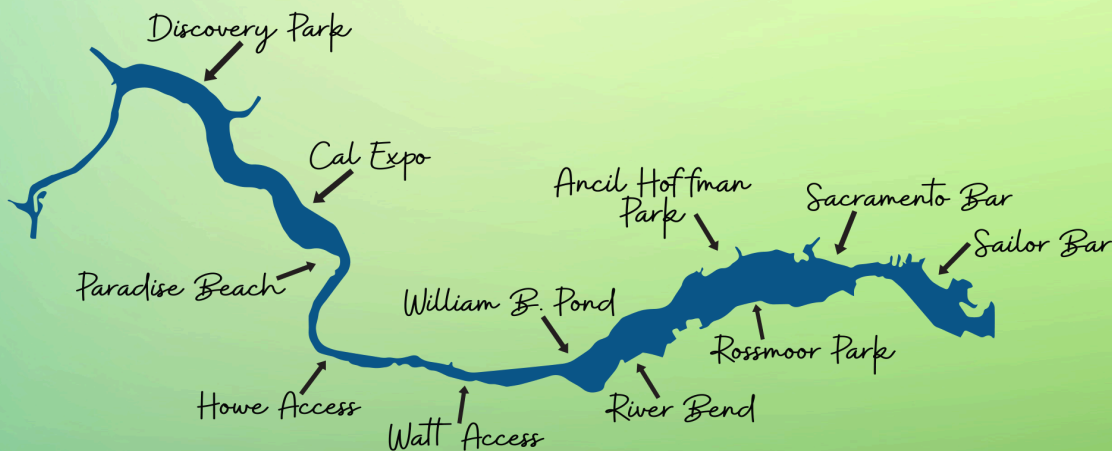 Discovery Park
Cal Expo
Ancil Hoffman
Park
Sacramento Bar
Sailor Bar
Paradise Beach
William B. Pond
Rossmoor Park
Howe Access
River Bend
Watt Access